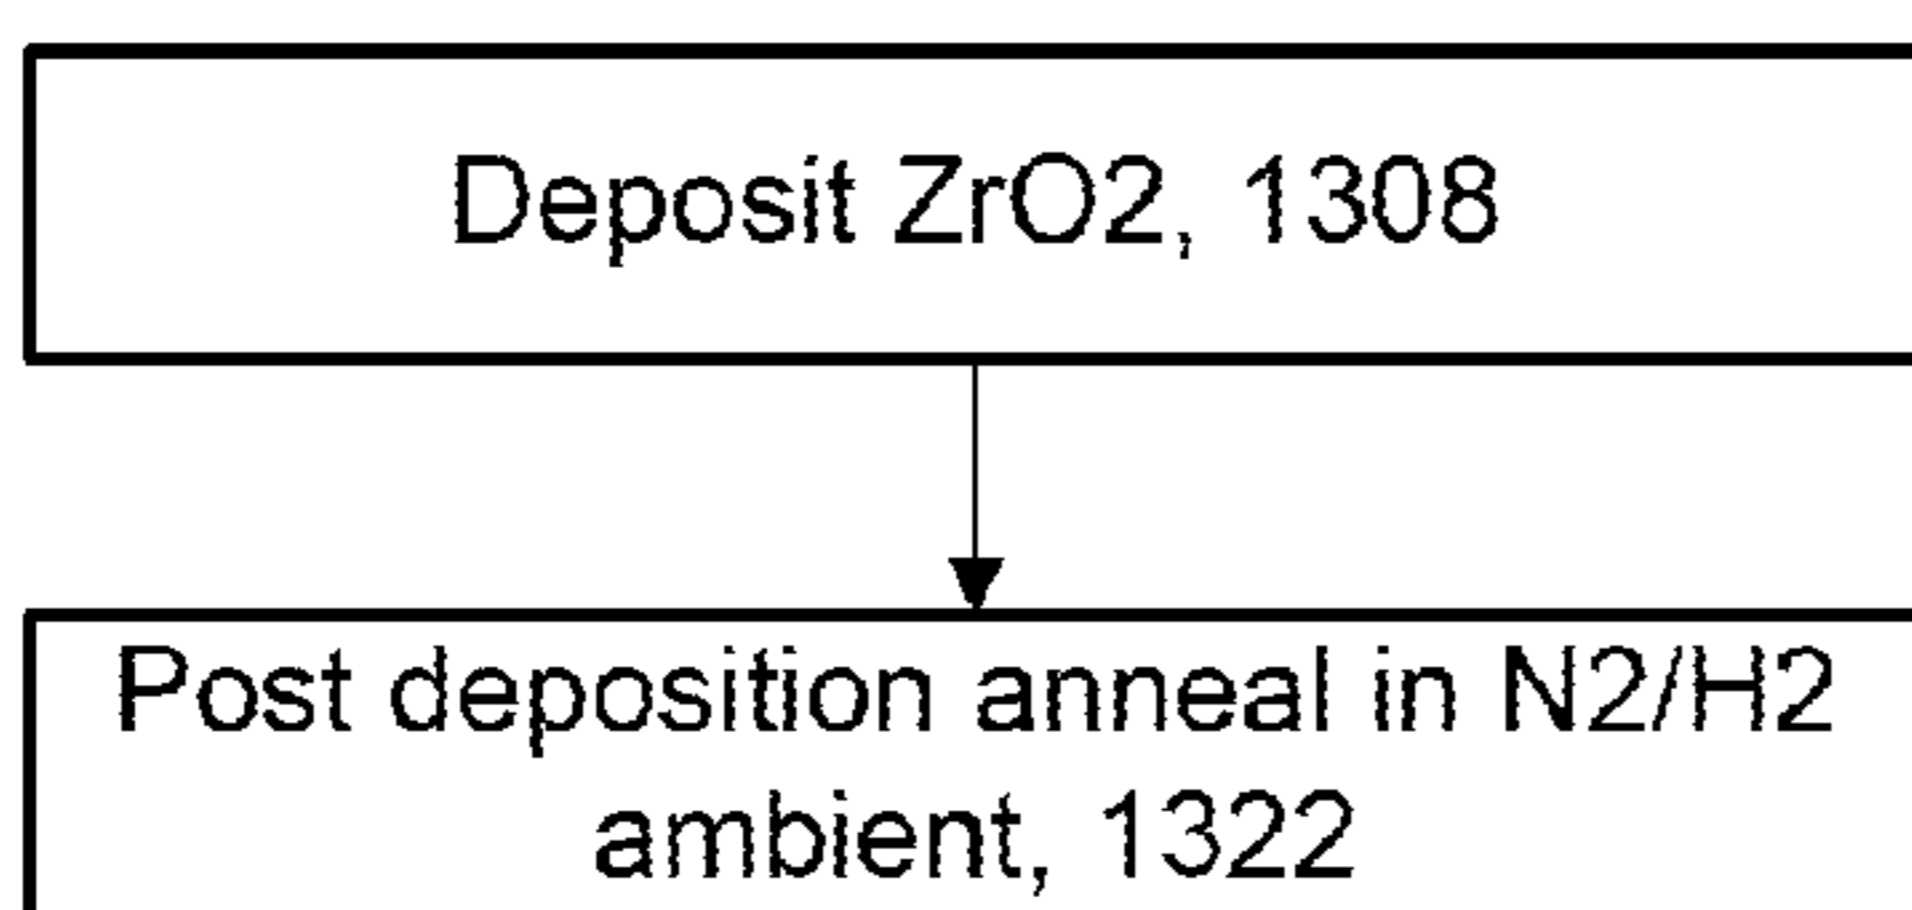 Deposit ZrO2, 1308
Post deposition anneal in N2/H2
ambient, 1322